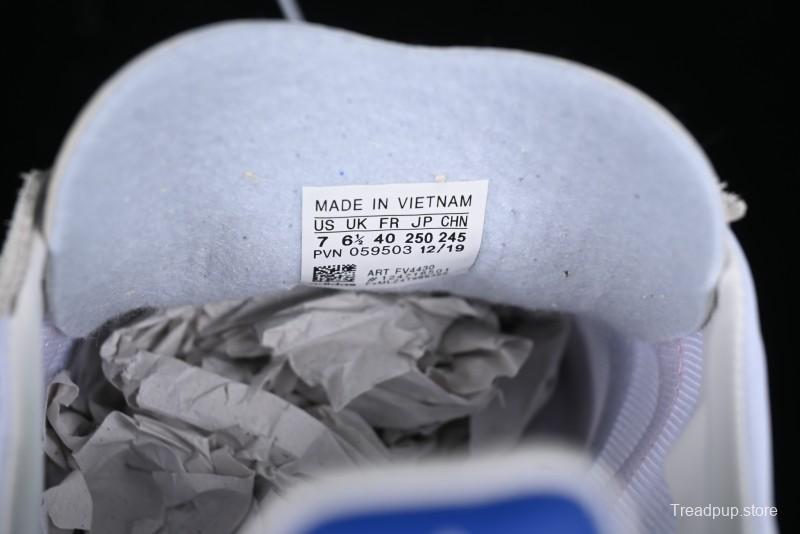 MADE IN VIETNAM
US UK FR JP CHN
7 6½ 40 250 245
PVN 059503 12/19
ART FV4430
Treadpup.store